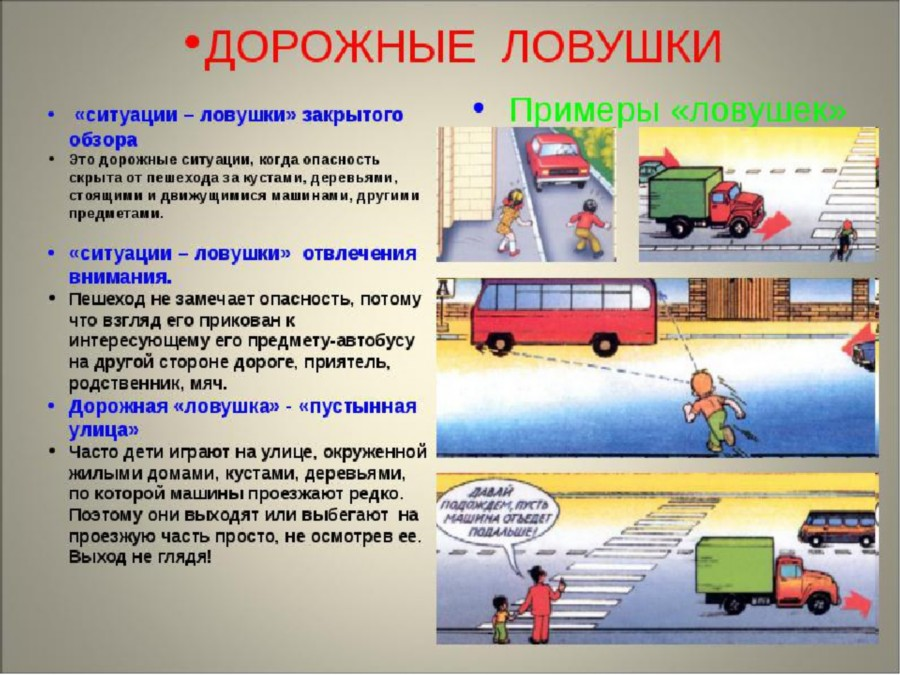 •ДОРОЖНЫЕ ЛОВУШКИ
• «ситуации – ловушки» закрытого
обзора
• Это дорожные ситуации, когда опасность
скрыта от пешехода за кустами, деревьями,
стоящими и движущимися машинами, другими
предметами.
• «ситуации – ловушки» отвлечения
внимания.
• Пешеход не замечает опасность, потому
что взгляд его прикован к
интересующему его предмету-автобусу
на другой стороне дороге, приятель,
родственник, мяч.
• Дорожная «ловушка» - «пустынная
улица»
• Часто дети играют на улице, окруженной
жилыми домами, кустами, деревьями,
по которой машины проезжают редко.
Поэтому они выходят или выбегают на
проезжую часть просто, не осмотрев ее.
Выход не глядя!
• Примеры «ловушек»
А
ДАВАЙ
ПОДОЖДЕМ, ПУСТЬ
МАШИНА ОТЪЕДЕТ
ПОДАЛЬШЕ!